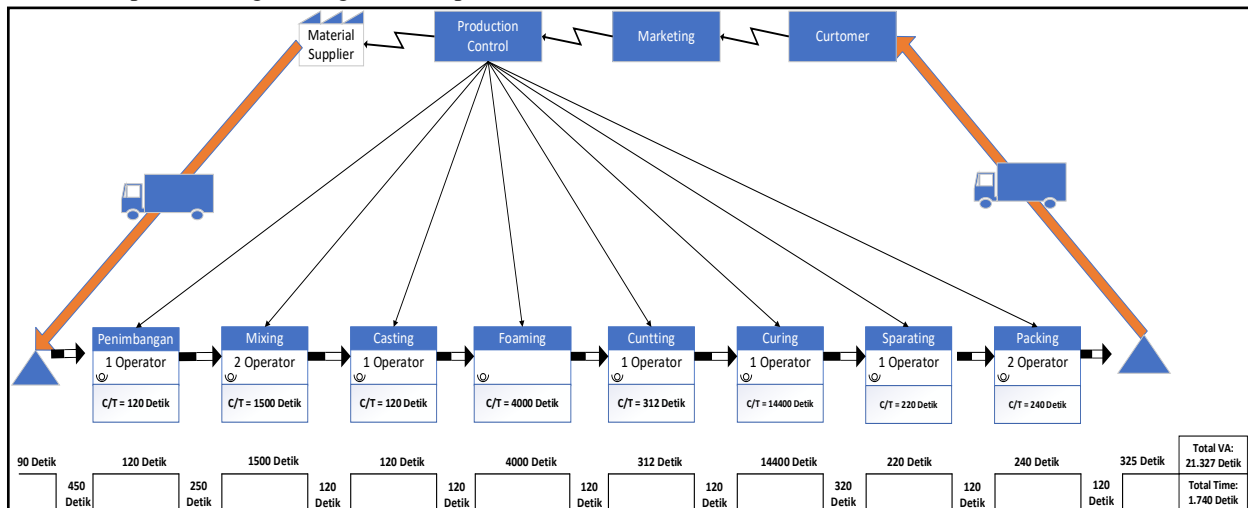 Material
Supplier
Production
Control
Marketing
Curtomer
Penimbangan
1 Operator
C/T = 120 Detik
Mixing
2 Operator
C/T = 1500 Detik
Casting
1 Operator
C/T = 120 Detik
Foaming
C/T = 4000 Detik
Cuntting
1 Operator
C/T = 312 Detik
Curing
1 Operator
C/T = 14400 Detik
Sparating
1 Operator
C/T = 220 Detik
Packing
2 Operator
C/T = 240 Detik
90 Detik
450
Detik
120 Detik
250
Detik
1500 Detik
120
Detik
120 Detik
120
Detik
4000 Detik
120
Detik
312 Detik
120
Detik
14400 Detik
320
Detik
220 Detik
120
Detik
240 Detik
120
Detik
325 Detik
Total VA:
21.327 Detik
Total Time:
1.740 Detik